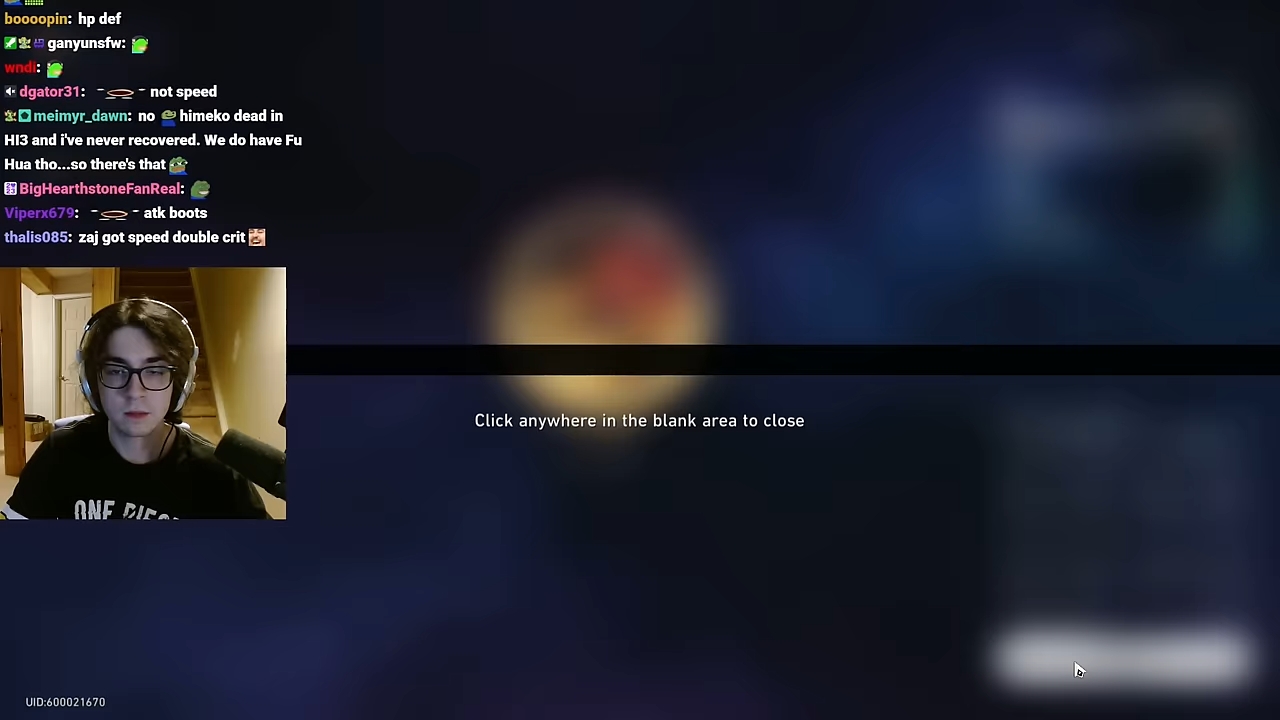 boooopin: hp def
ganyunsfw:
wndi:
dgator31: not speed
meimyr_dawn: no himeko dead in
HI3 and i've never recovered. We do have Fu
Hua tho...so there's that
BigHearthstoneFanReal:
Viperx679: atk boots
thalis085: zaj got speed double crit
Click anywhere in the blank area to close
ONE PIECE
UID:600021670